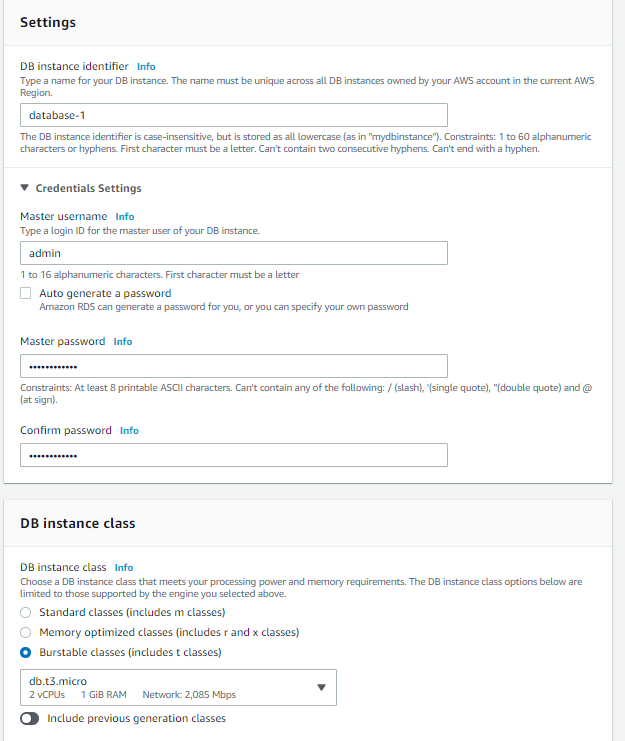 Settings
DB instance identifier Info
Type a name for your DB instance. The name must be unique across all DB instances owned by your AWS account in the current AWS
Region.
database-1
The DB instance identifier is case-insensitive, but is stored as all lowercase (as in "mydbinstance"). Constraints: 1 to 60 alphanumeric
characters or hyphens. First character must be a letter. Can't contain two consecutive hyphens. Can't end with a hyphen.
Credentials Settings
Master username Info
Type a login ID for the master user of your DB instance.
admin
1 to 16 alphanumeric characters. First character must be a letter
Auto generate a password
Amazon RDS can generate a password for you, or you can specify your own password
Master password Info
••••••••••••
Constraints: At least 8 printable ASCII characters. Can't contain any of the following: / (slash), '(single quote), "(double quote) and @
(at sign).
Confirm password Info
••••••••••••
DB instance class
DB instance class Info
Choose a DB instance class that meets your processing power and memory requirements. The DB instance class options below are
limited to those supported by the engine you selected above.
Standard classes (includes m classes)
Memory optimized classes (includes r and x classes)
Burstable classes (includes t classes)
db.t3.micro
2 vCPUs 1 GiB RAM Network: 2,085 Mbps
Include previous generation classes